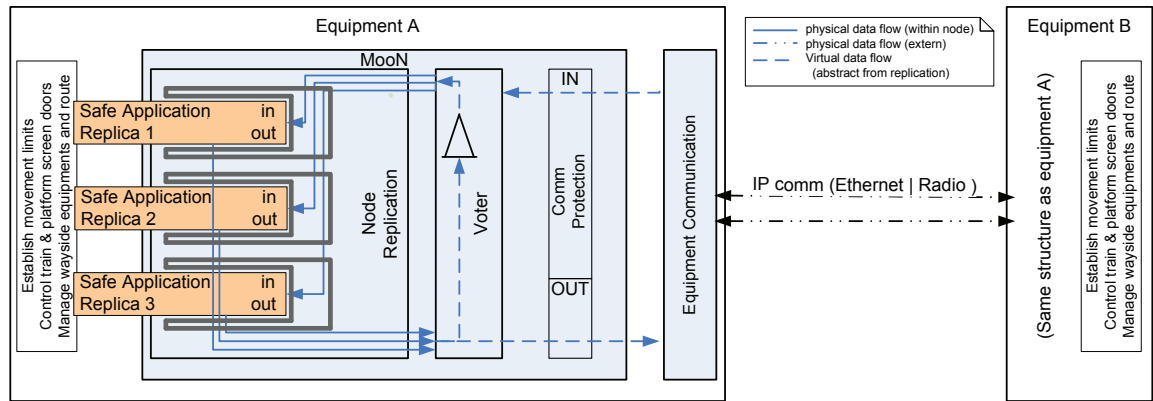 Equipment A
Equipment B
physical data flow (within node)
physical data flow (extern)
Virtual data flow
(abstract from replication)
MooN
Establish movement limits
Control train & platform screen doors
Manage wayside equipments and route
Safe Application in
Replica 1 out
Safe Application in
Replica 2 out
Safe Application in
Replica 3 out
Node
Replication
Voter
IN
Comm
Protection
OUT
Equipment Communication
IP comm (Ethernet | Radio )
(Same structure as equipment A)
Establish movement limits
Control train & platform screen doors
Manage wayside equipments and route